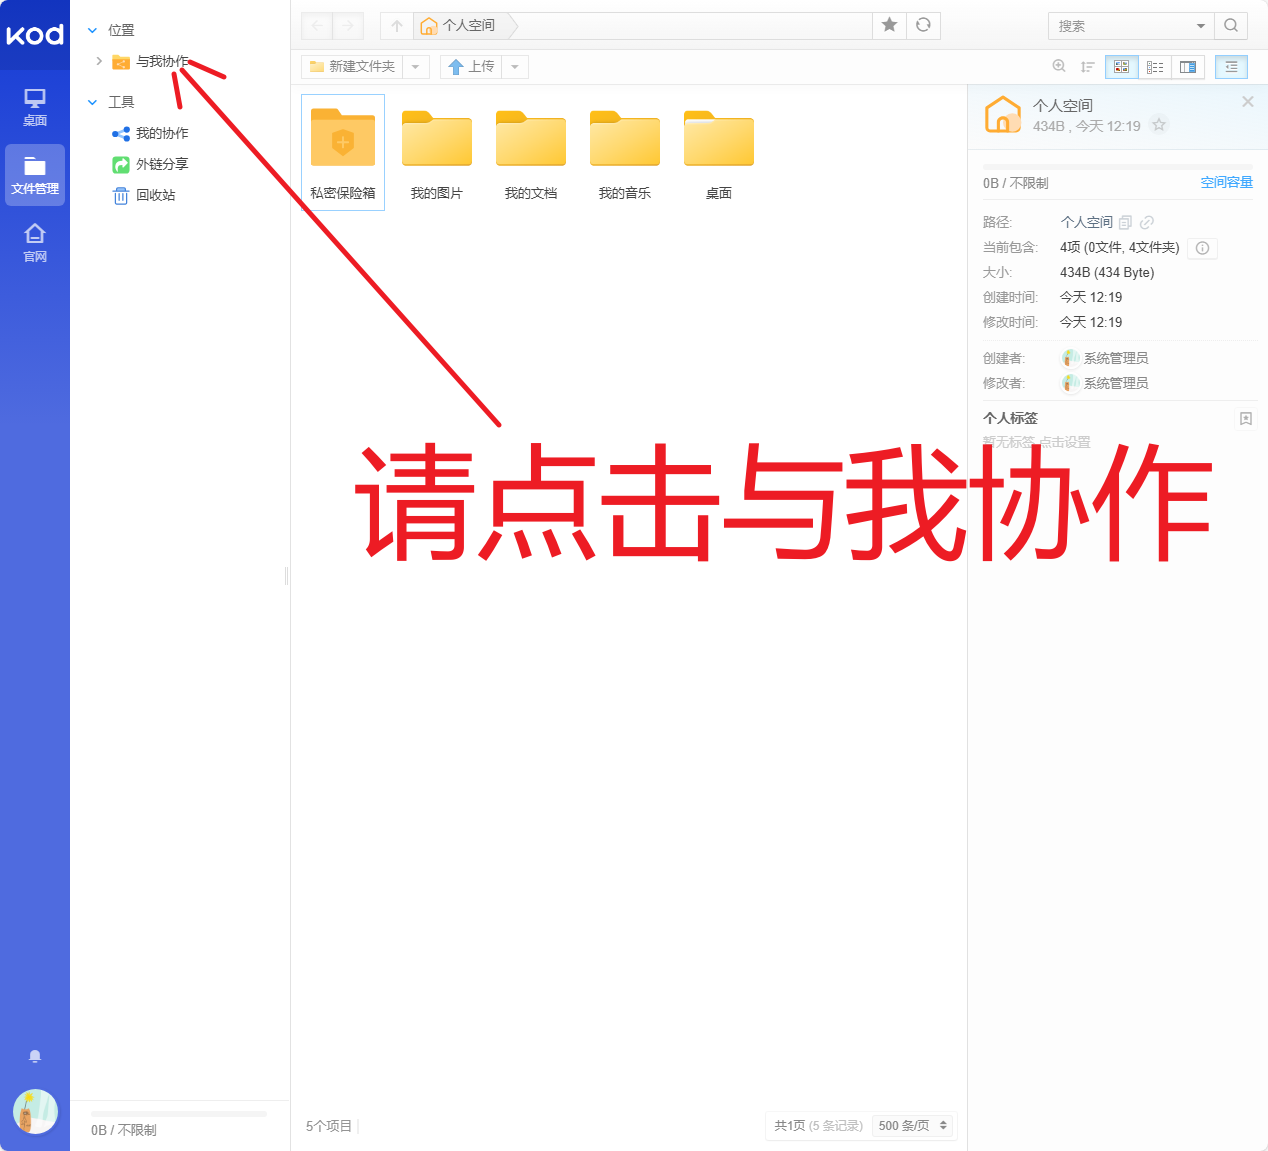 kod
桌面
文件管理
官网
位置
与我协作
工具
我的协作
外链分享
回收站
0B / 不限制
个人空间
搜索
新建文件夹
上传
私密保险箱
我的图片
我的文档
我的音乐
桌面
请点击与我协作
5个项目
共1页 (5 条记录)
500 条/页
个人空间
434B , 今天 12:19
0B / 不限制
空间容量
路径: 个人空间
当前包含: 4项 (0文件, 4文件夹)
大小: 434B (434 Byte)
创建时间: 今天 12:19
修改时间: 今天 12:19
创建者: 系统管理员
修改者: 系统管理员
个人标签
暂无标签,点击设置